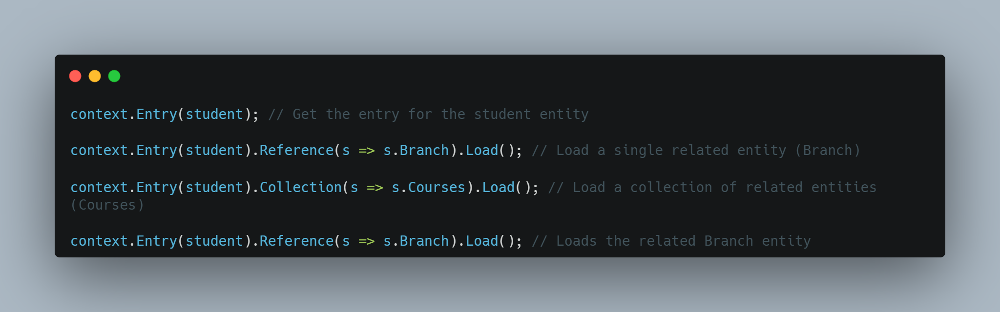 context.Entry(student); // Get the entry for the student entity
context.Entry(student).Reference(s => s.Branch).Load(); // Load a single related entity (Branch)
context.Entry(student).Collection(s => s.Courses).Load(); // Load a collection of related entities
(Courses)
context.Entry(student).Reference(s => s.Branch).Load(); // Loads the related Branch entity